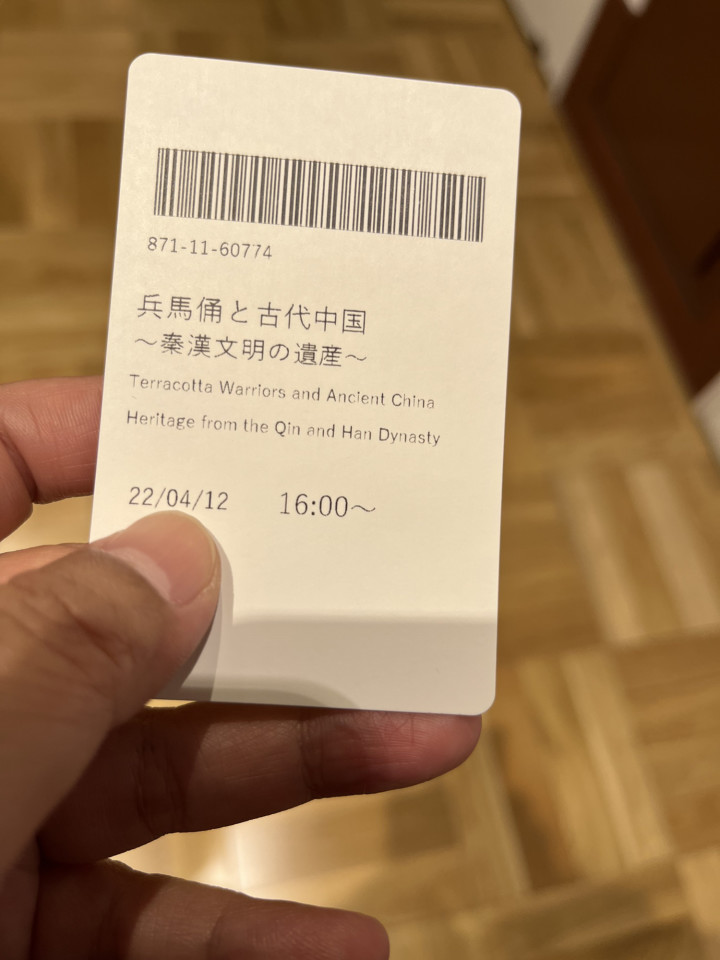 871-11-60774
兵馬俑と古代中国
～秦漢文明の遺産～
Terracotta Warriors and Ancient China
Heritage from the Qin and Han Dynasty
22/04/12 16:00～